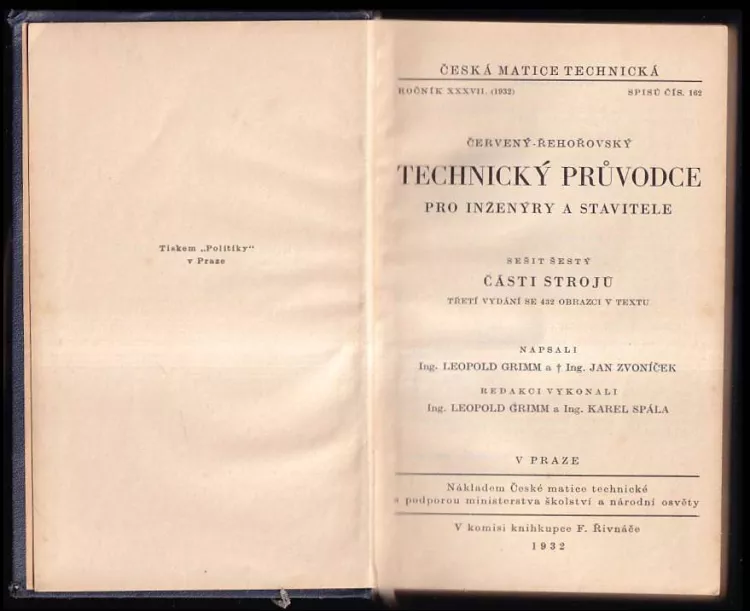 Tiskem „Politiky“
v Praze
ČESKÁ MATICE TECHNICKÁ
ROČNÍK XXXVII. (1932) SPISŮ ČÍS. 162
ČERVENÝ-ŘEHOŘOVSKÝ
TECHNICKÝ PRŮVODCE
PRO INŽENÝRY A STAVITELE
SEŠIT ŠESTÝ
ČÁSTI STROJŮ
TŘETÍ VYDÁNÍ SE 432 OBRAZCI V TEXTU
NAPSALI
Ing. LEOPOLD GRIMM a † Ing. JAN ZVONÍČEK
REDAKCI VYKONALI
Ing. LEOPOLD GRIMM a Ing. KAREL SPÁLA
V PRAZE
Nákladem České matice technické
s podporou ministerstva školství a národní osvěty
V komisi knihkupce F. Řivnáče
1932